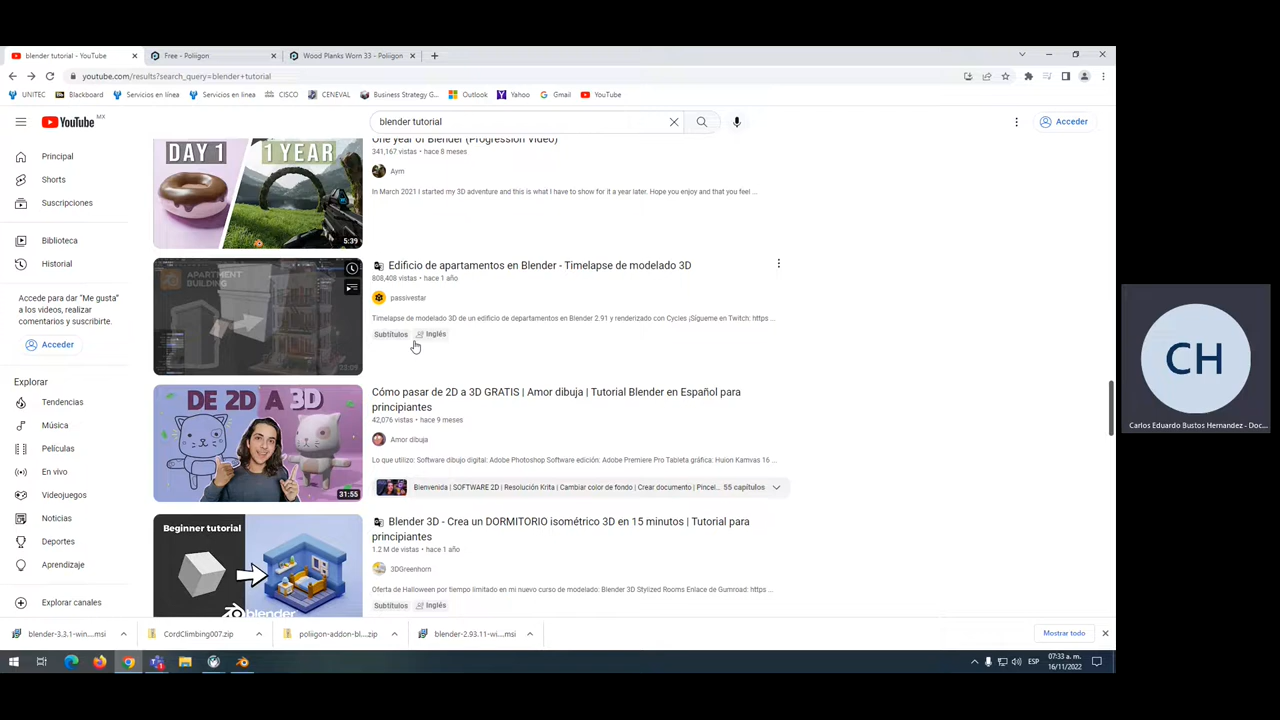 blender tutorial - YouTube
Free - Poliigon
Wood Planks Worn 33 - Poliigon
youtube.com/results?search_query=blender+tutorial
UNITEC
Blackboard
Servicios en línea
Servicios en linea
CISCO
CENEVAL
Business Strategy G...
Outlook
Yahoo
Gmail
YouTube
YouTube MX
blender tutorial
Acceder
Principal
Shorts
Suscripciones
Biblioteca
Historial
Accede para dar "Me gusta"
a los videos, realizar
comentarios y suscribirte.
Acceder
Explorar
Tendencias
Música
Películas
En vivo
Videojuegos
Noticias
Deportes
Aprendizaje
Explorar canales
DAY 1
1 YEAR
5:39
One year of Blender (Progression Video)
341,167 vistas • hace 8 meses
Aym
In March 2021 I started my 3D adventure and this is what I have to show for it a year later. Hope you enjoy and that you feel ...
APARTMENT
BUILDING
Edificio de apartamentos en Blender - Timelapse de modelado 3D
808,408 vistas • hace 1 año
passivestar
Timelapse de modelado 3D de un edificio de departamentos en Blender 2.91 y renderizado con Cycles ¡Sígueme en Twitch: https ...
Subtítulos
Inglés
DE 2D A 3D
31:55
Cómo pasar de 2D a 3D GRATIS | Amor dibuja | Tutorial Blender en Español para
principiantes
42,076 vistas • hace 9 meses
Amor dibuja
Lo que utilizo: Software dibujo digital: Adobe Photoshop Software edición: Adobe Premiere Pro Tableta gráfica: Huion Kamvas 16 ...
Bienvenida | SOFTWARE 2D | Resolución Krita | Cambiar color de fondo | Crear documento | Pincel... 55 capítulos
Beginner tutorial
blender
Blender 3D - Crea un DORMITORIO isométrico 3D en 15 minutos | Tutorial para
principiantes
1.2 M de vistas • hace 1 año
3DGreenhorn
Oferta de Halloween por tiempo limitado en mi nuevo curso de modelado: Blender 3D Stylized Rooms Enlace de Gumroad: https ...
Subtítulos
Inglés
blender-3.3.1-win....msi
CordClimbing007.zip
poliigon-addon-bl....zip
blender-2.93.11-wi....msi
Mostrar todo
ESP
07:33 a. m.
16/11/2022
CH
Carlos Eduardo Bustos Hernandez - Doc...